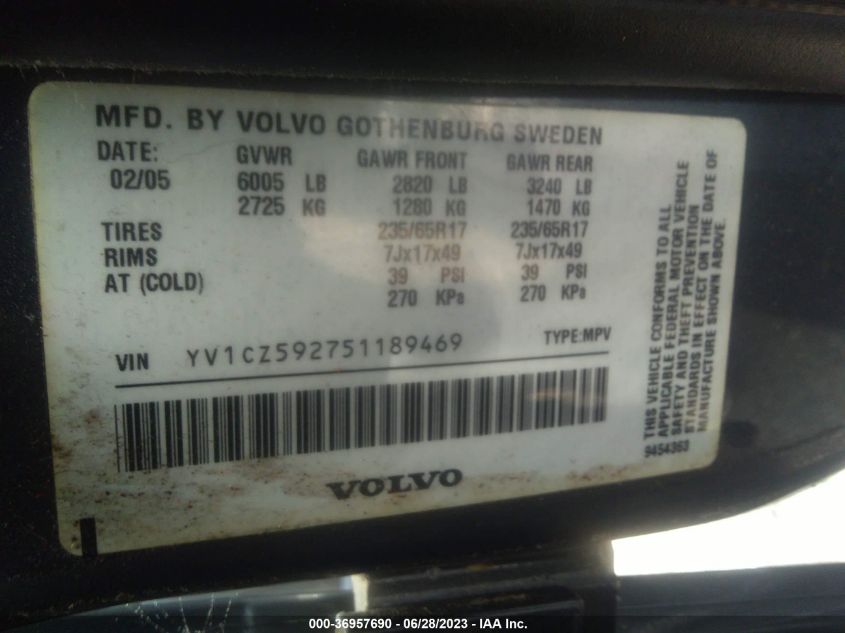 MFD. BY VOLVO GOTHENBURG SWEDEN
DATE: GVWR GAWR FRONT GAWR REAR
02/05 6005 LB 2820 LB 3240 LB
2725 KG 1280 KG 1470 KG
TIRES 235/65R17 235/65R17
RIMS 7Jx17x49 7Jx17x49
AT (COLD) 39 PSI 39 PSI
270 KPa 270 KPa
VIN YV1CZ592751189469 TYPE:MPV
VOLVO
THIS VEHICLE CONFORMS TO ALL
APPLICABLE FEDERAL MOTOR VEHICLE
SAFETY AND THEFT PREVENTION
STANDARDS IN EFFECT ON THE DATE OF
MANUFACTURE SHOWN ABOVE.
9454363
000-36957690 - 06/28/2023 - IAA Inc.